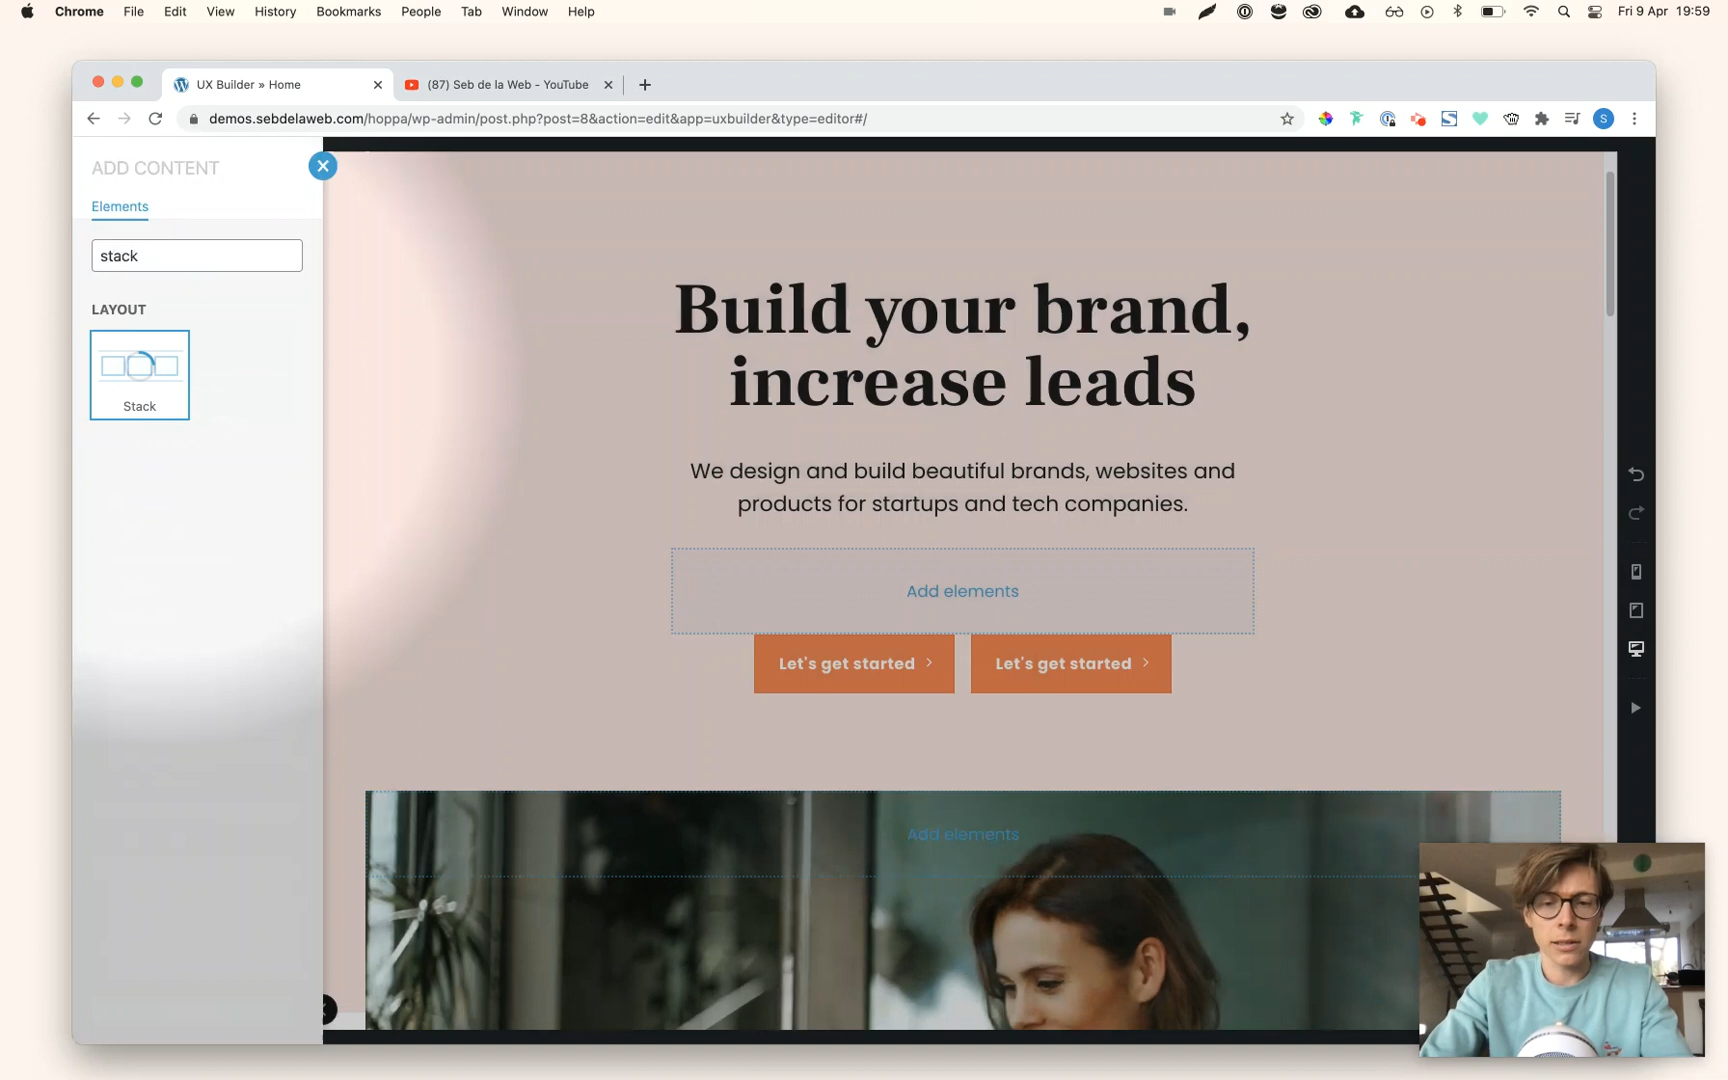 Chrome File Edit View History Bookmarks People Tab Window Help Fri 9 Apr 19:59
UX Builder » Home (87) Seb de la Web - YouTube
demos.sebdelaweb.com/hoppa/wp-admin/post.php?post=8&action=edit&app=uxbuilder&type=editor#/ S
ADD CONTENT
Elements
stack
LAYOUT
Stack
Build your brand,
increase leads
We design and build beautiful brands, websites and
products for startups and tech companies.
Add elements
Let's get started Let's get started
Add elements